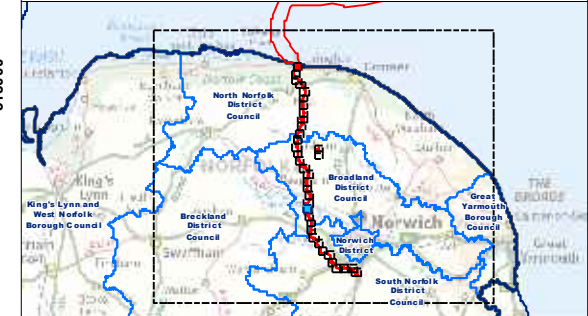 Cromer
North Norfolk
District
Council
King's
Lynn
King's Lynn and
West Norfolk
Borough Council
Breckland
District
Council
Broadland
District
Council
Great
Yarmouth
Borough
Council
THE
BROADS
Norwich
Norwich
District
Great
Yarmouth
South Norfolk
District
Council